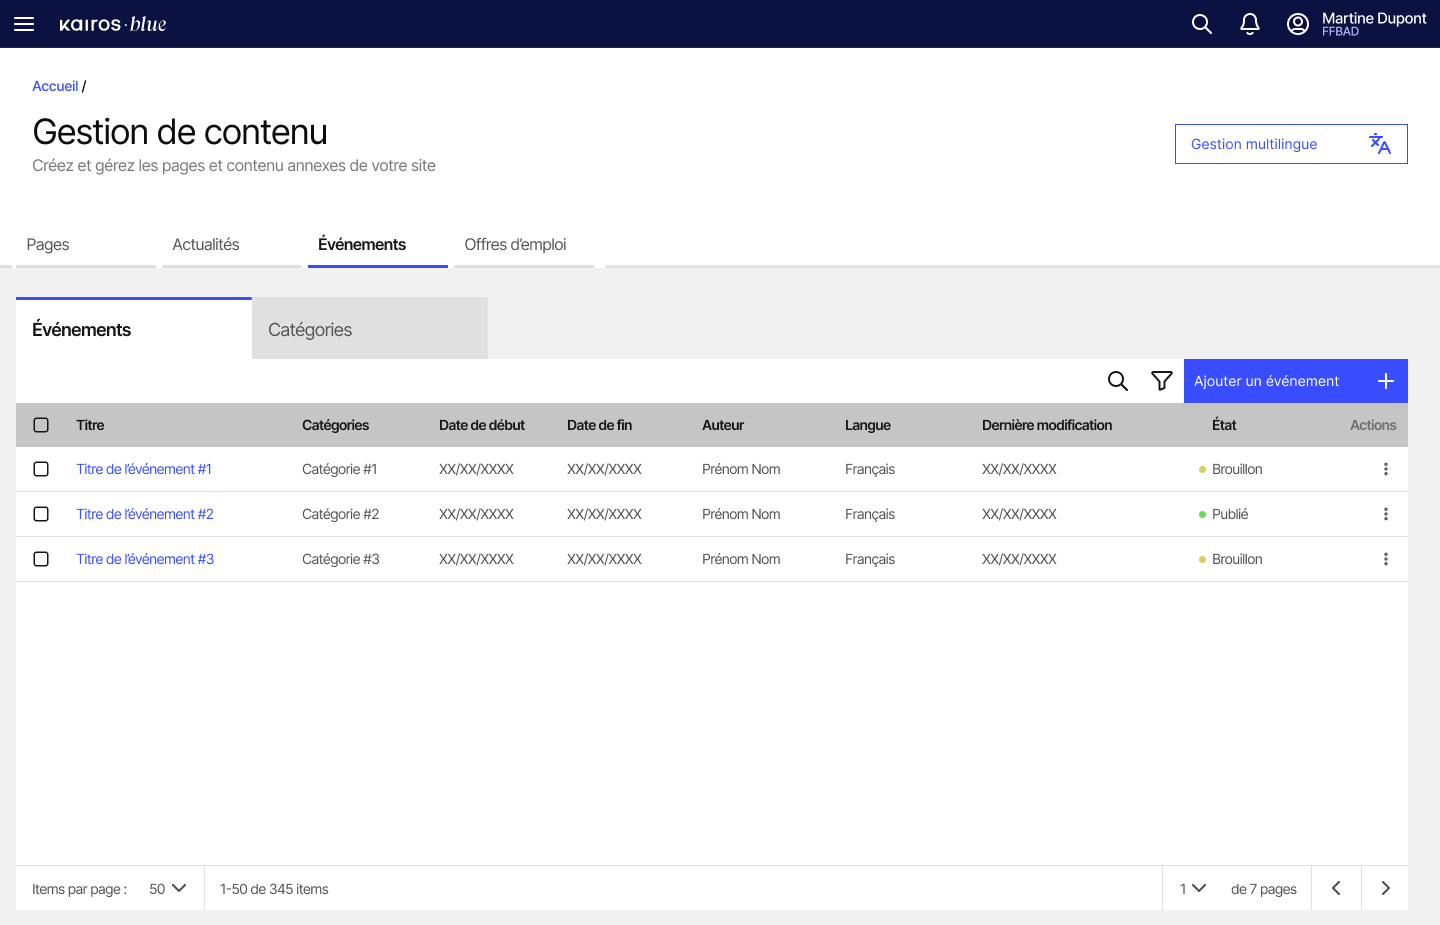 kairos·blue
Martine Dupont
FFBAD
Accueil /
Gestion de contenu
Créez et gérez les pages et contenu annexes de votre site
Gestion multilingue
Pages Actualités Événements Offres d’emploi
Événements Catégories
Ajouter un événement
Titre Catégories Date de début Date de fin Auteur Langue Dernière modification État Actions
Titre de l’événement #1 Catégorie #1 XX/XX/XXXX XX/XX/XXXX Prénom Nom Français XX/XX/XXXX Brouillon
Titre de l’événement #2 Catégorie #2 XX/XX/XXXX XX/XX/XXXX Prénom Nom Français XX/XX/XXXX Publié
Titre de l’événement #3 Catégorie #3 XX/XX/XXXX XX/XX/XXXX Prénom Nom Français XX/XX/XXXX Brouillon
Items par page : 50 1-50 de 345 items 1 de 7 pages